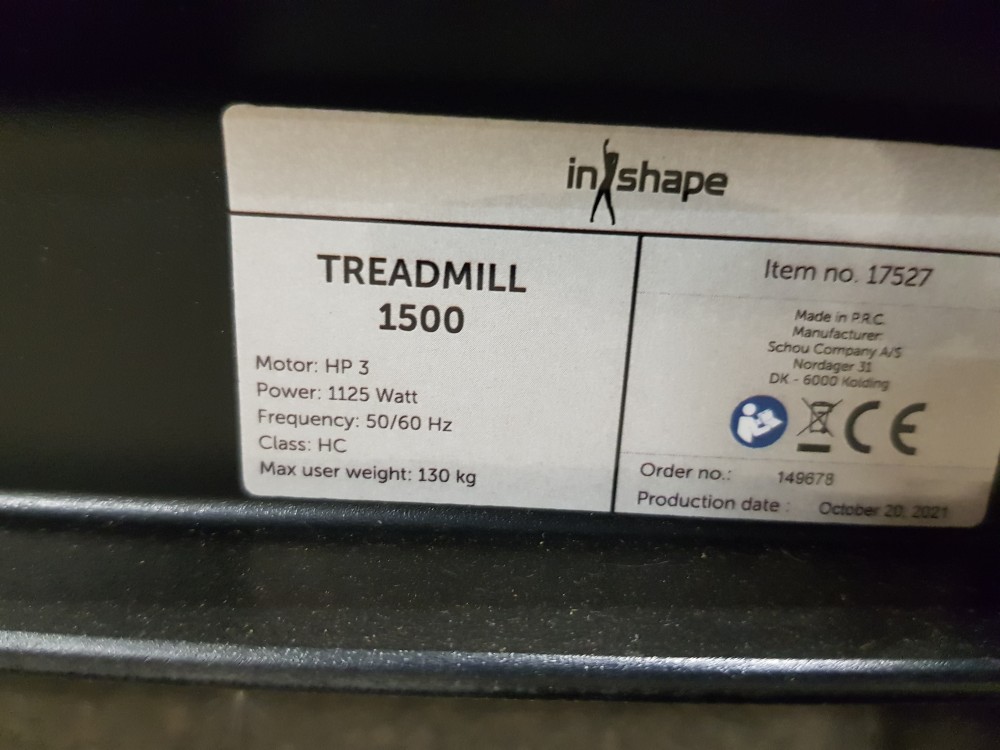 in shape
TREADMILL
1500
Motor: HP 3
Power: 1125 Watt
Frequency: 50/60 Hz
Class: HC
Max user weight: 130 kg
Item no. 17527
Made in P.R.C.
Manufacturer:
Schou Company A/S
Nordager 31
DK - 6000 Kolding
CE
Order no.: 149678
Production date : October 20, 2021